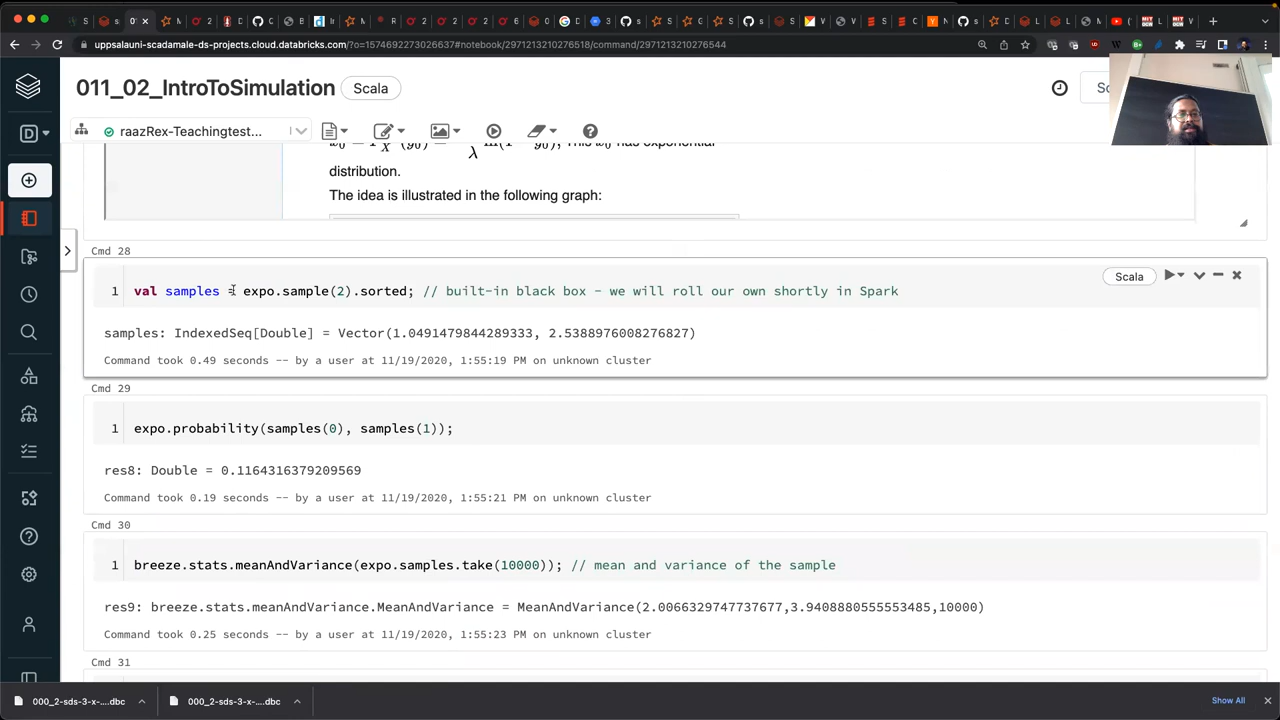 uppsalauni-scadamale-ds-projects.cloud.databricks.com/?o=1574692273026637#notebook/2971213210276518/command/2971213210276544
011_02_IntroToSimulation
Scala
D
raazRex-Teachingtest...
distribution.
The idea is illustrated in the following graph:
Cmd 28
Scala
1 val samples = expo.sample(2).sorted; // built-in black box - we will roll our own shortly in Spark
samples: IndexedSeq[Double] = Vector(1.0491479844289333, 2.5388976008276827)
Command took 0.49 seconds -- by a user at 11/19/2020, 1:55:19 PM on unknown cluster
Cmd 29
1 expo.probability(samples(0), samples(1));
res8: Double = 0.1164316379209569
Command took 0.19 seconds -- by a user at 11/19/2020, 1:55:21 PM on unknown cluster
Cmd 30
1 breeze.stats.meanAndVariance(expo.samples.take(10000)); // mean and variance of the sample
res9: breeze.stats.meanAndVariance.MeanAndVariance = MeanAndVariance(2.0066329747737677,3.9408880555553485,10000)
Command took 0.25 seconds -- by a user at 11/19/2020, 1:55:23 PM on unknown cluster
Cmd 31
000_2-sds-3-x-....dbc
000_2-sds-3-x-....dbc
Show All